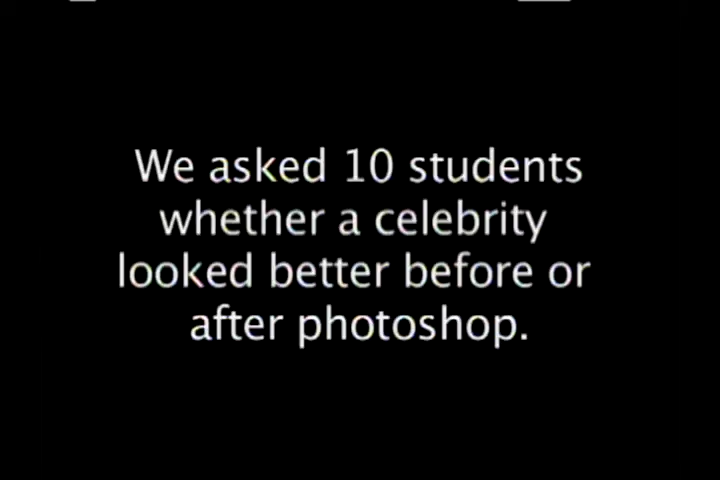 We asked 10 students
whether a celebrity
looked better before or
after photoshop.